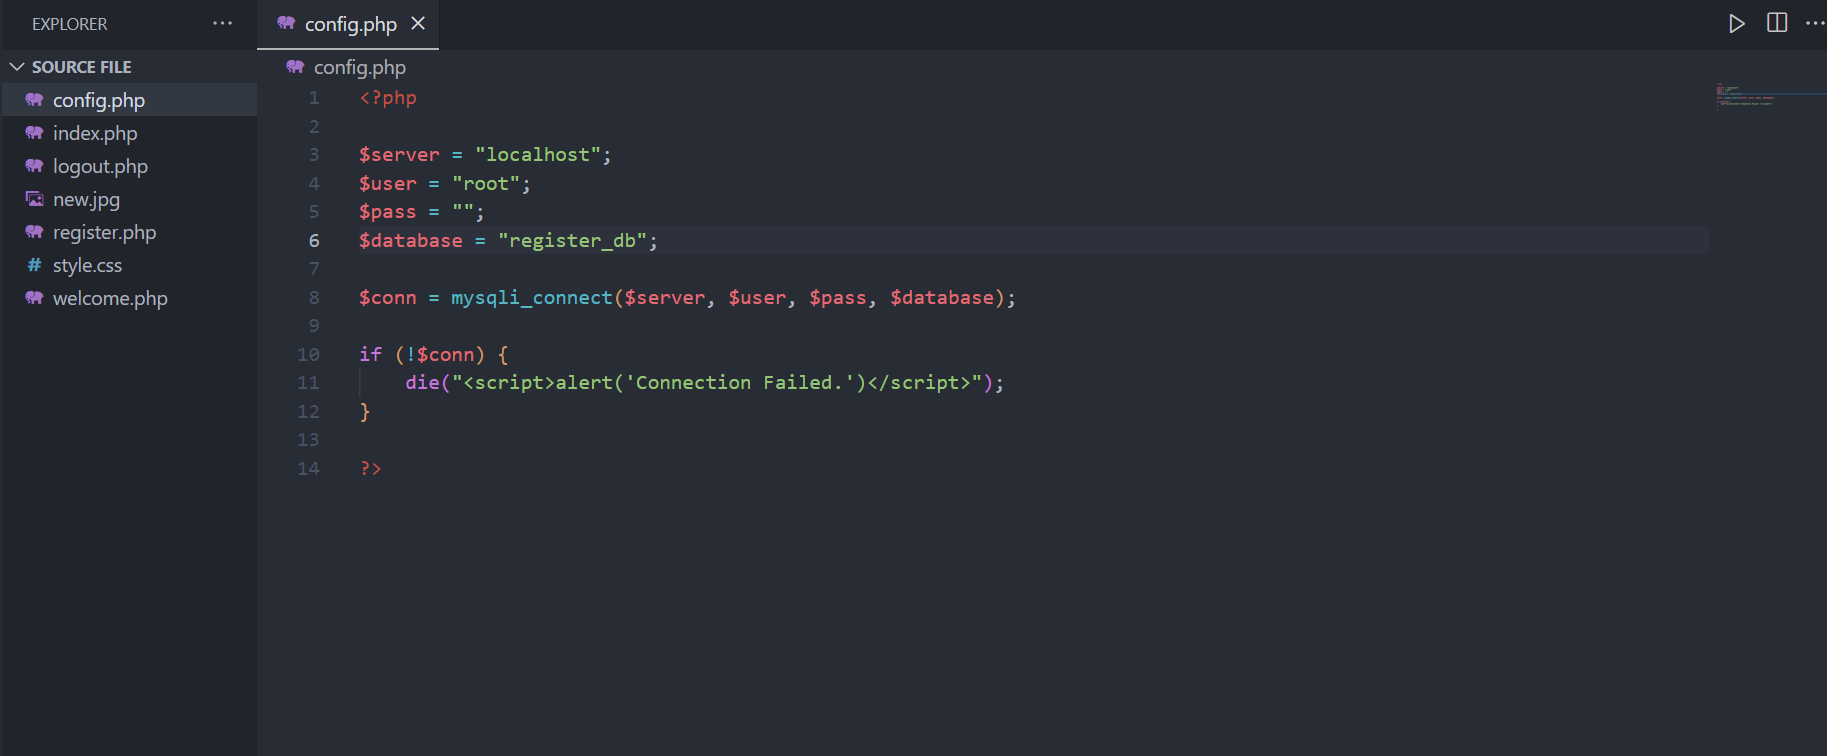 EXPLORER
SOURCE FILE
config.php
index.php
logout.php
new.jpg
register.php
# style.css
welcome.php
config.php
config.php
1 <?php
2
3 $server = "localhost";
4 $user = "root";
5 $pass = "";
6 $database = "register_db";
7
8 $conn = mysqli_connect($server, $user, $pass, $database);
9
10 if (!$conn) {
11     die("<script>alert('Connection Failed.')</script>");
12 }
13
14 ?>